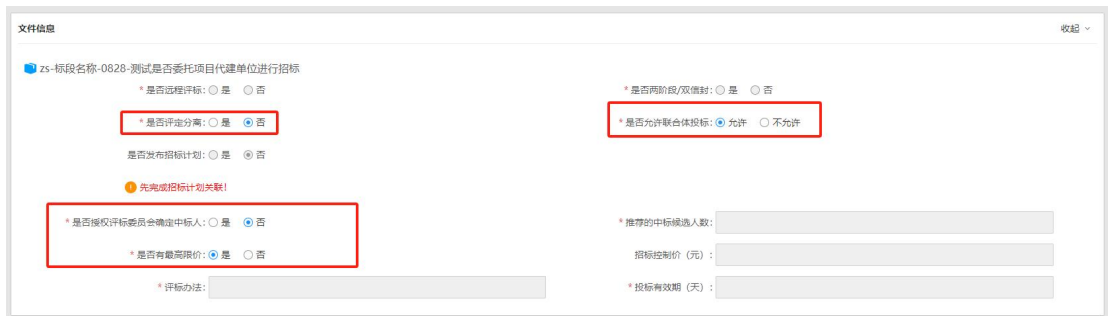 文件信息 收起
zs-标段名称-0828-测试是否委托项目代建单位进行招标
* 是否远程评标: 是 否 * 是否两阶段/双信封: 是 否
* 是否评定分离: 是 否 * 是否允许联合体投标: 允许 不允许
是否发布招标计划: 是 否
先完成招标计划关联!
* 是否授权评标委员会确定中标人: 是 否 * 推荐的中标候选人数:
* 是否有最高限价: 是 否 招标控制价(元):
* 评标办法: * 投标有效期(天):